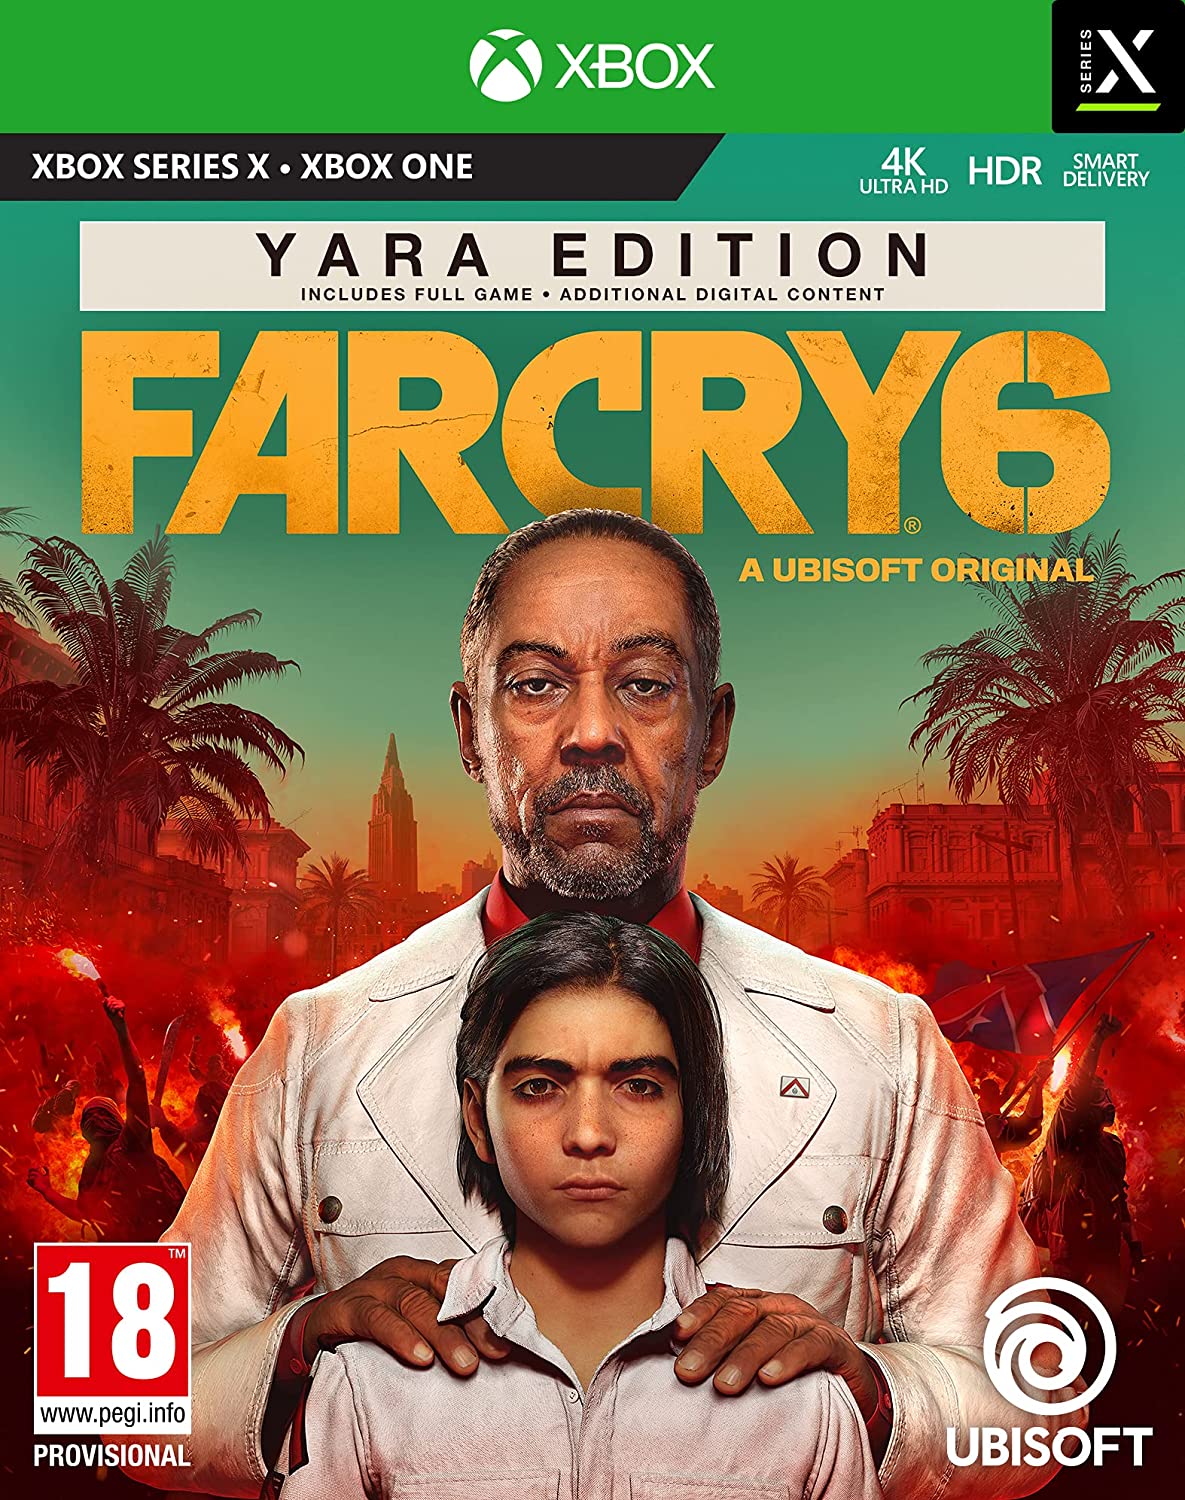 XBOX
SERIES X
XBOX SERIES X • XBOX ONE
4K
ULTRA HD
HDR
SMART
DELIVERY
YARA EDITION
INCLUDES FULL GAME • ADDITIONAL DIGITAL CONTENT
FARCRY6®
A UBISOFT ORIGINAL
18™
www.pegi.info
PROVISIONAL
UBISOFT